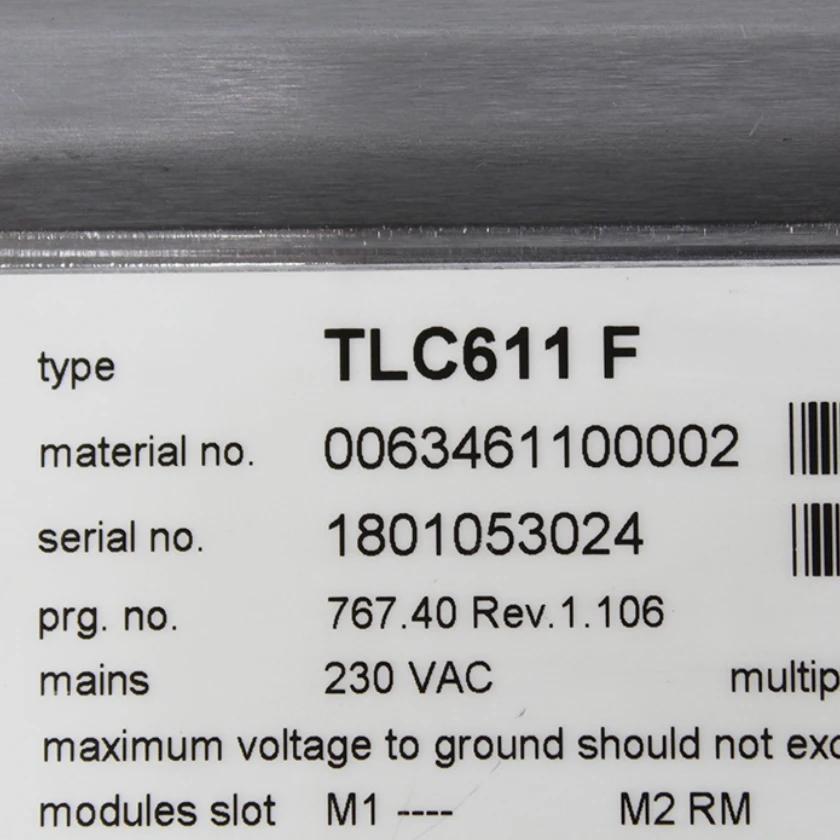 type TLC611 F
material no. 0063461100002
serial no. 1801053024
prg. no. 767.40 Rev.1.106
mains 230 VAC multip
maximum voltage to ground should not exc
modules slot M1 ---- M2 RM